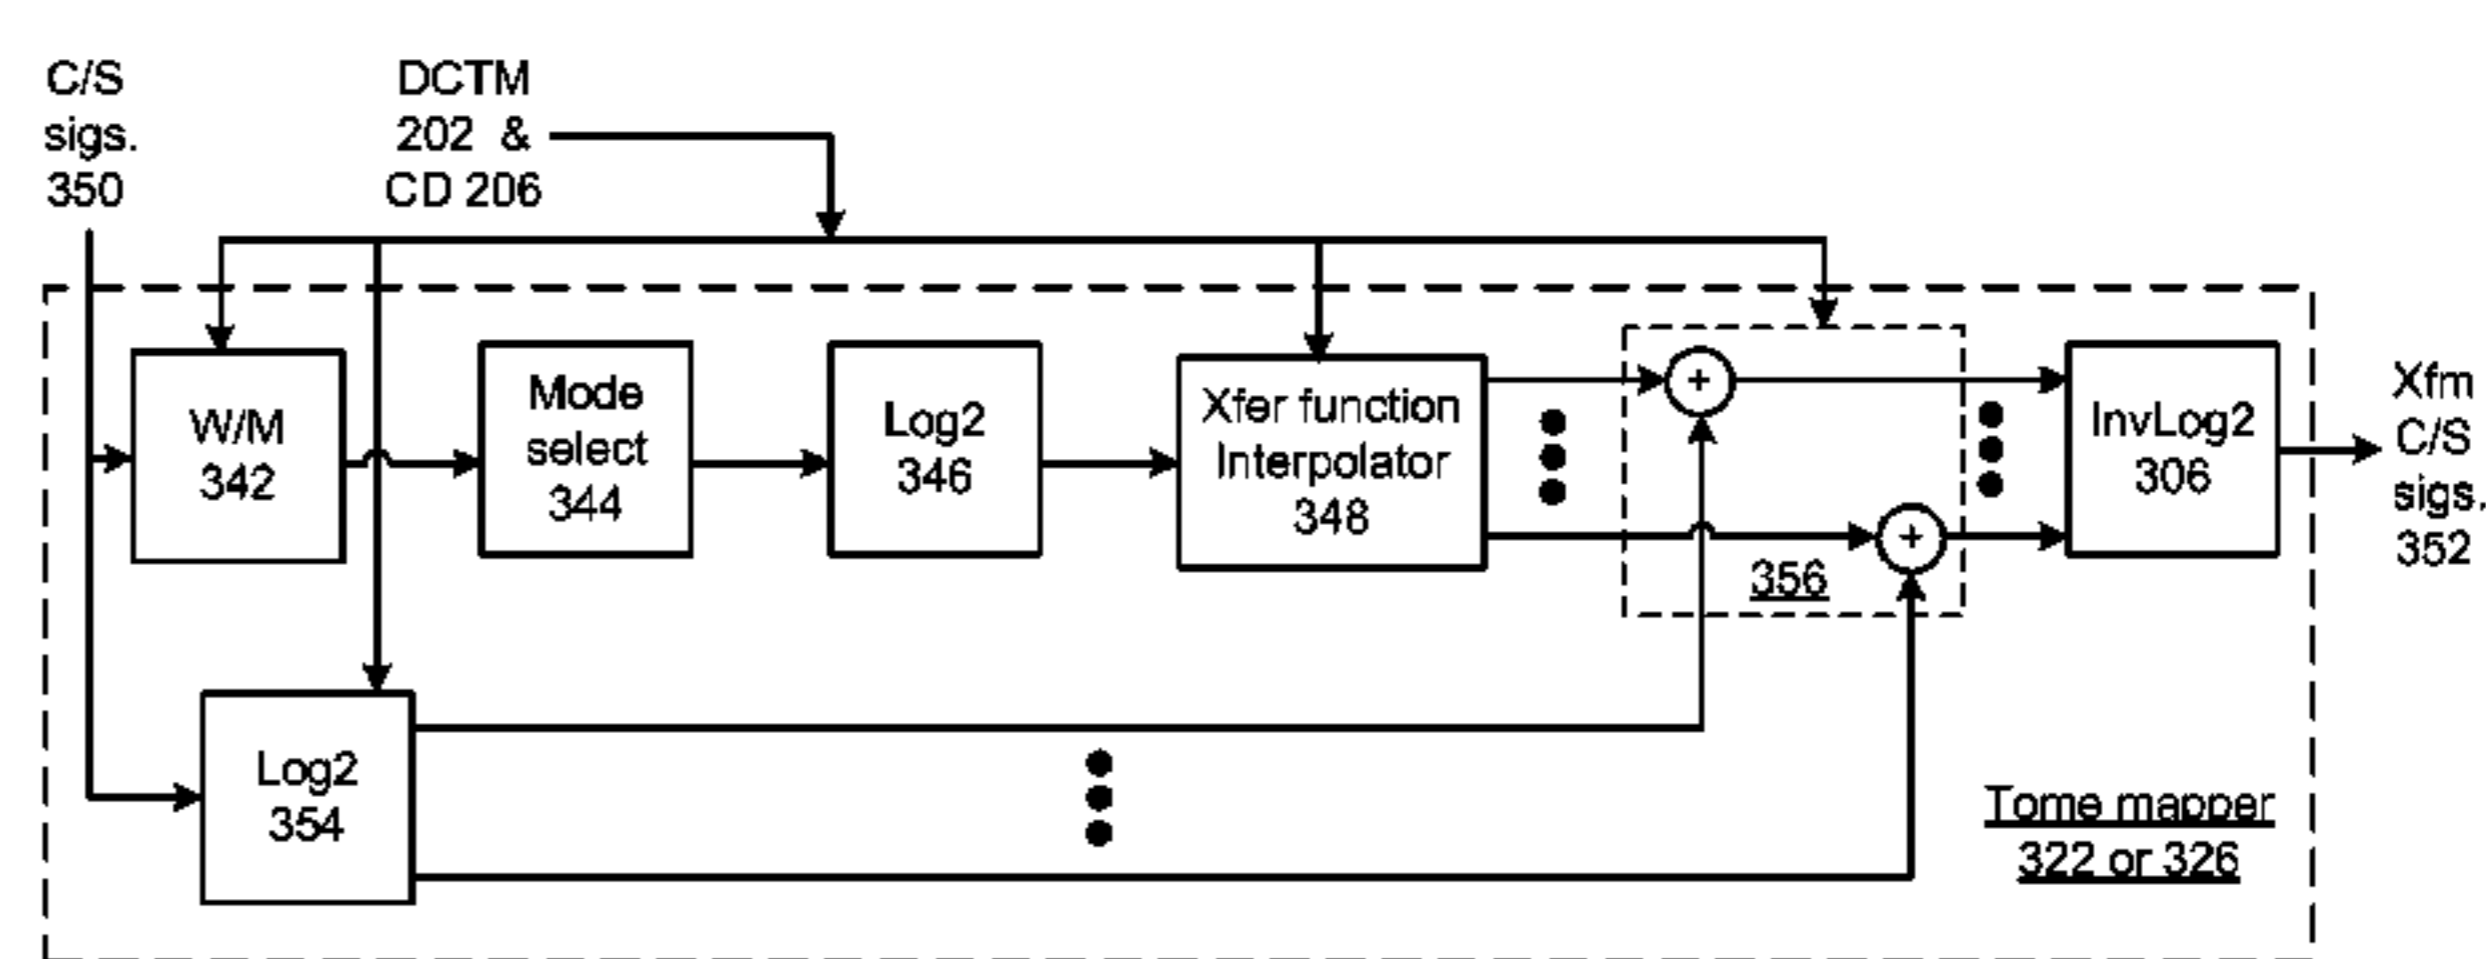 C/S
sigs.
350
DCTM
202 &
CD 206
W/M
342
Mode
select
344
Log2
346
Xfer function
Interpolator
348
+
+
356
InvLog2
306
Xfm
C/S
sigs.
352
Log2
354
Tome mapper
322 or 326